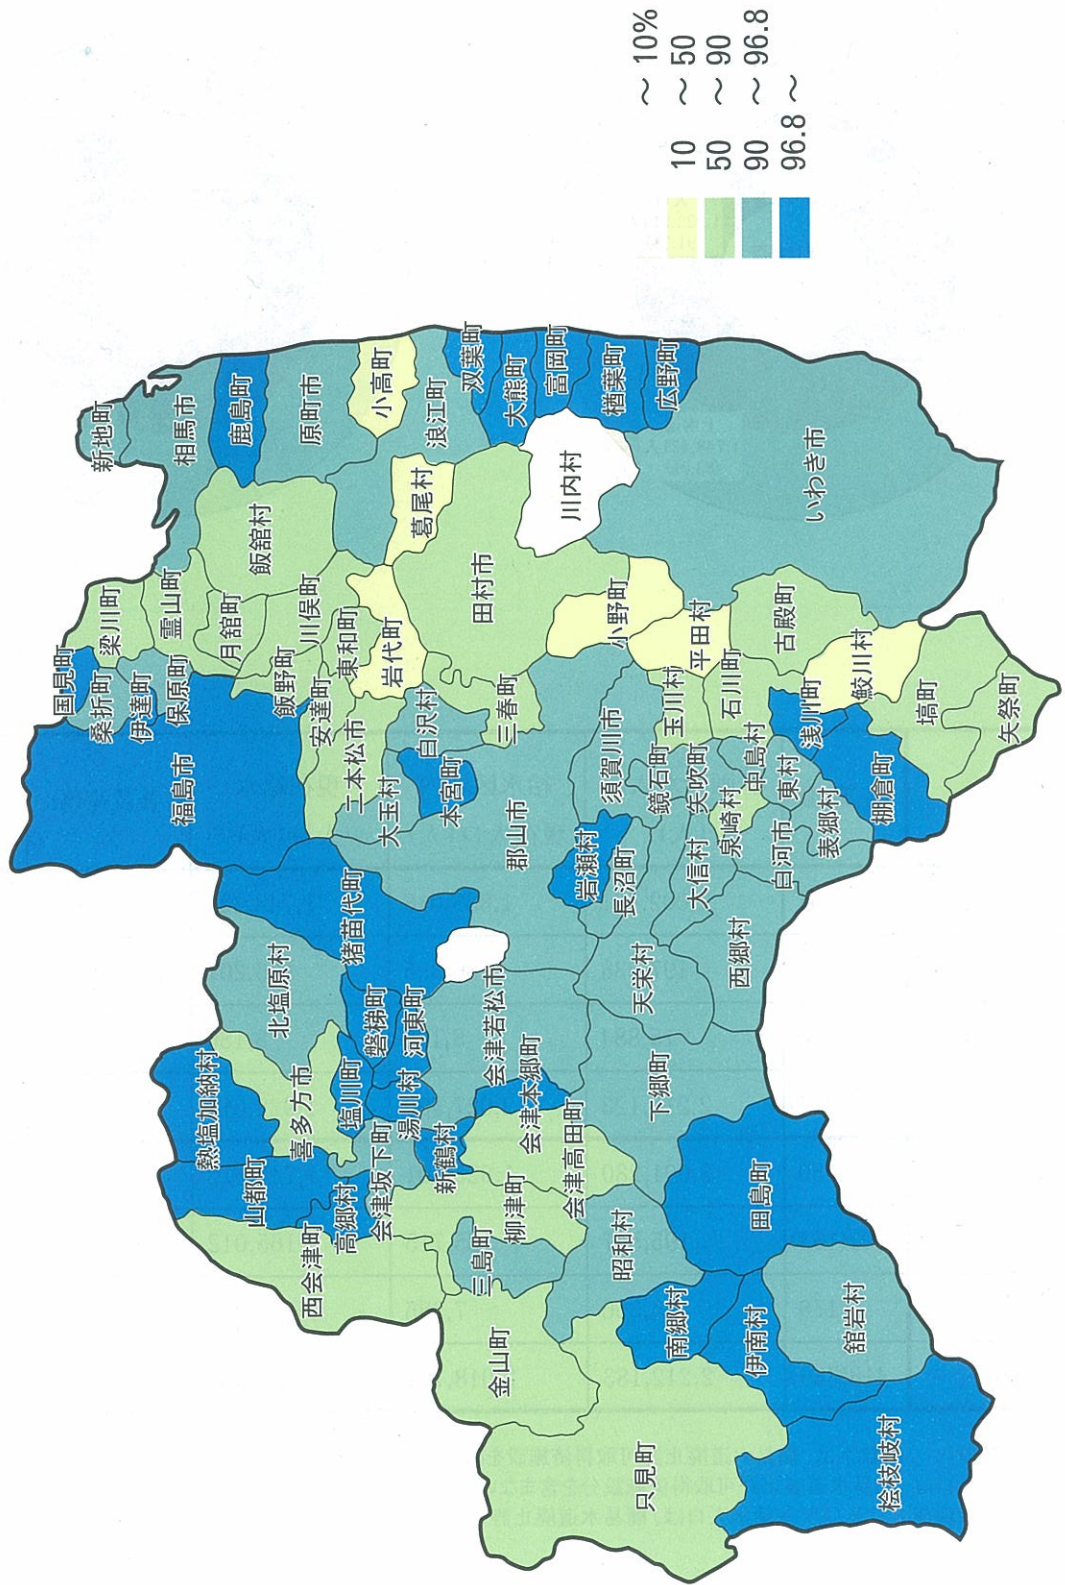 新地町
相馬市
鹿島町
原町市
小高町
浪江町
双葉町
大熊町
富岡町
楢葉町
広野町
いわき市
川内村
葛尾村
飯舘村
田村市
国見町
梁川町
霊山町
桑折町
伊達町
保原町
月舘町
川俣町
飯野町
東和町
岩代町
安達町
二本松市
福島市
大玉村
白沢村
本宮町
三春町
小野町
平田村
古殿町
鮫川村
塙町
矢祭町
浅川町
棚倉町
石川町
玉川村
須賀川市
鏡石町
矢吹町
中島村
泉崎村
東村
表郷村
白河市
大信村
長沼町
岩瀬村
郡山市
天栄村
西郷村
猪苗代町
北塩原村
磐梯町
河東町
会津若松市
会津本郷町
下郷町
熱塩加納村
喜多方市
塩川町
湯川村
会津坂下町
新鶴村
会津高田町
山都町
高郷村
西会津町
柳津町
三島町
昭和村
金山町
只見町
南郷村
伊南村
田島町
舘岩村
桧枝岐村
～ 10%
10 ～ 50
50 ～ 90
90 ～ 96.8
96.8 ～